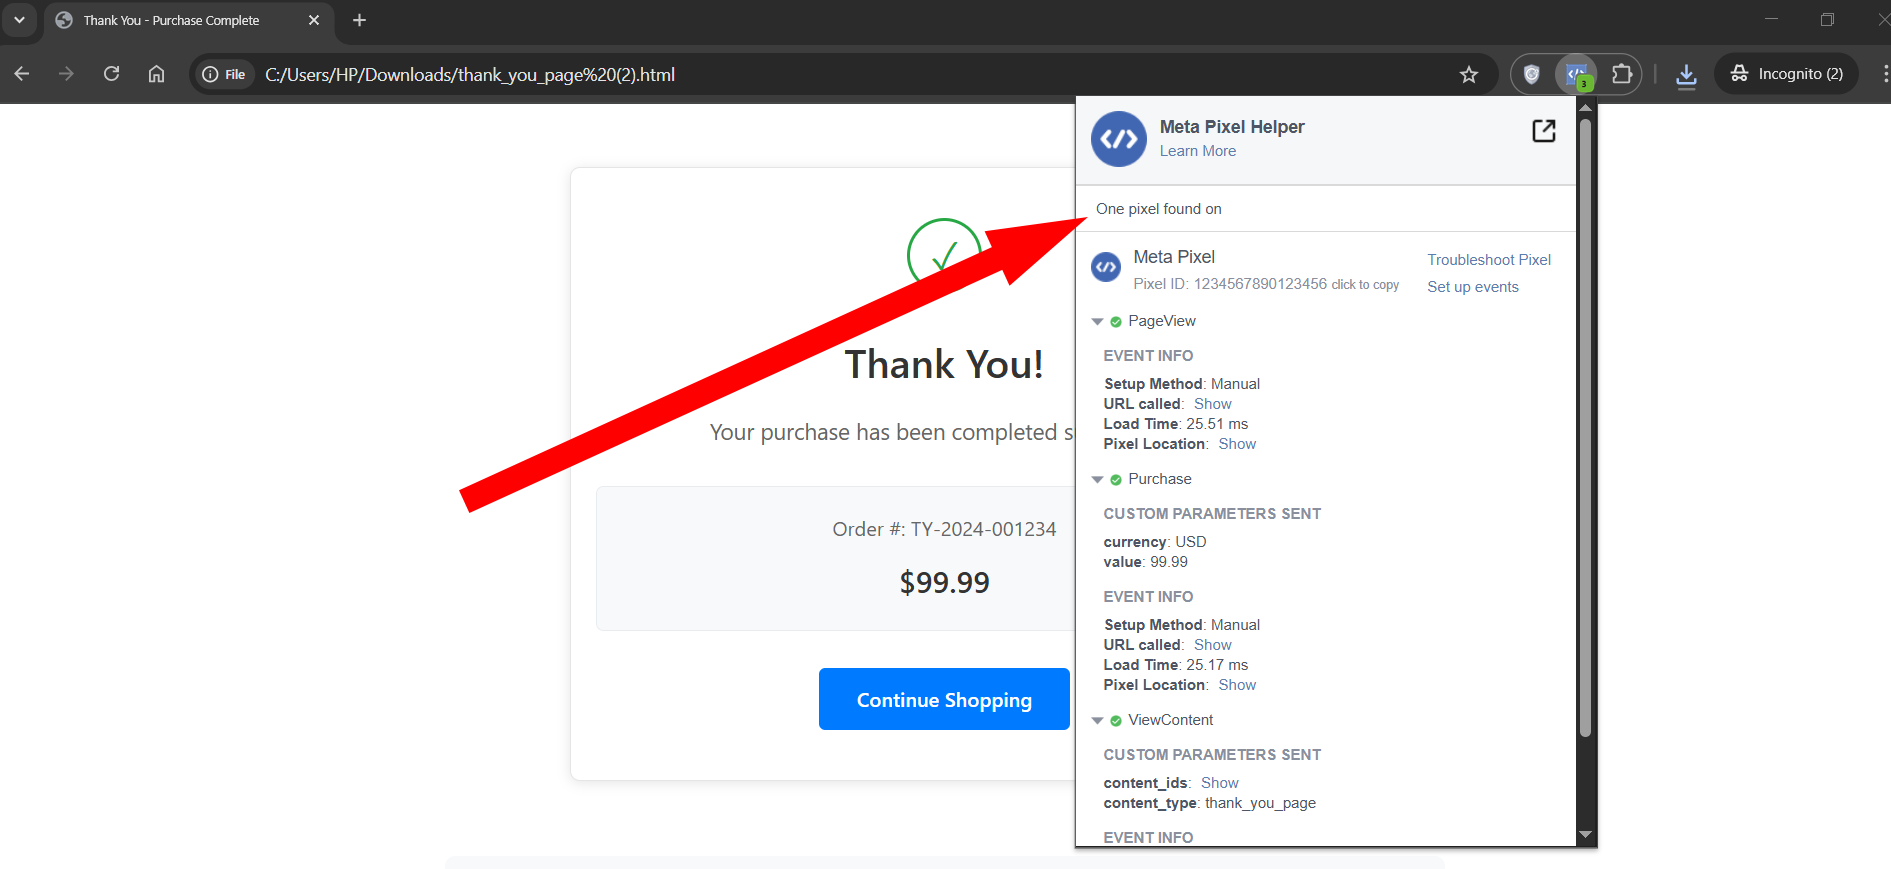 Thank You - Purchase Complete
File
C:/Users/HP/Downloads/thank_you_page%20(2).html
3
Incognito (2)
Thank You!
Your purchase has been completed
Order #: TY-2024-001234
$99.99
Continue Shopping
Meta Pixel Helper
Learn More
One pixel found on
Meta Pixel
Pixel ID: 1234567890123456 click to copy
Troubleshoot Pixel
Set up events
PageView
EVENT INFO
Setup Method: Manual
URL called: Show
Load Time: 25.51 ms
Pixel Location: Show
Purchase
CUSTOM PARAMETERS SENT
currency: USD
value: 99.99
EVENT INFO
Setup Method: Manual
URL called: Show
Load Time: 25.17 ms
Pixel Location: Show
ViewContent
CUSTOM PARAMETERS SENT
content_ids: Show
content_type: thank_you_page
EVENT INFO